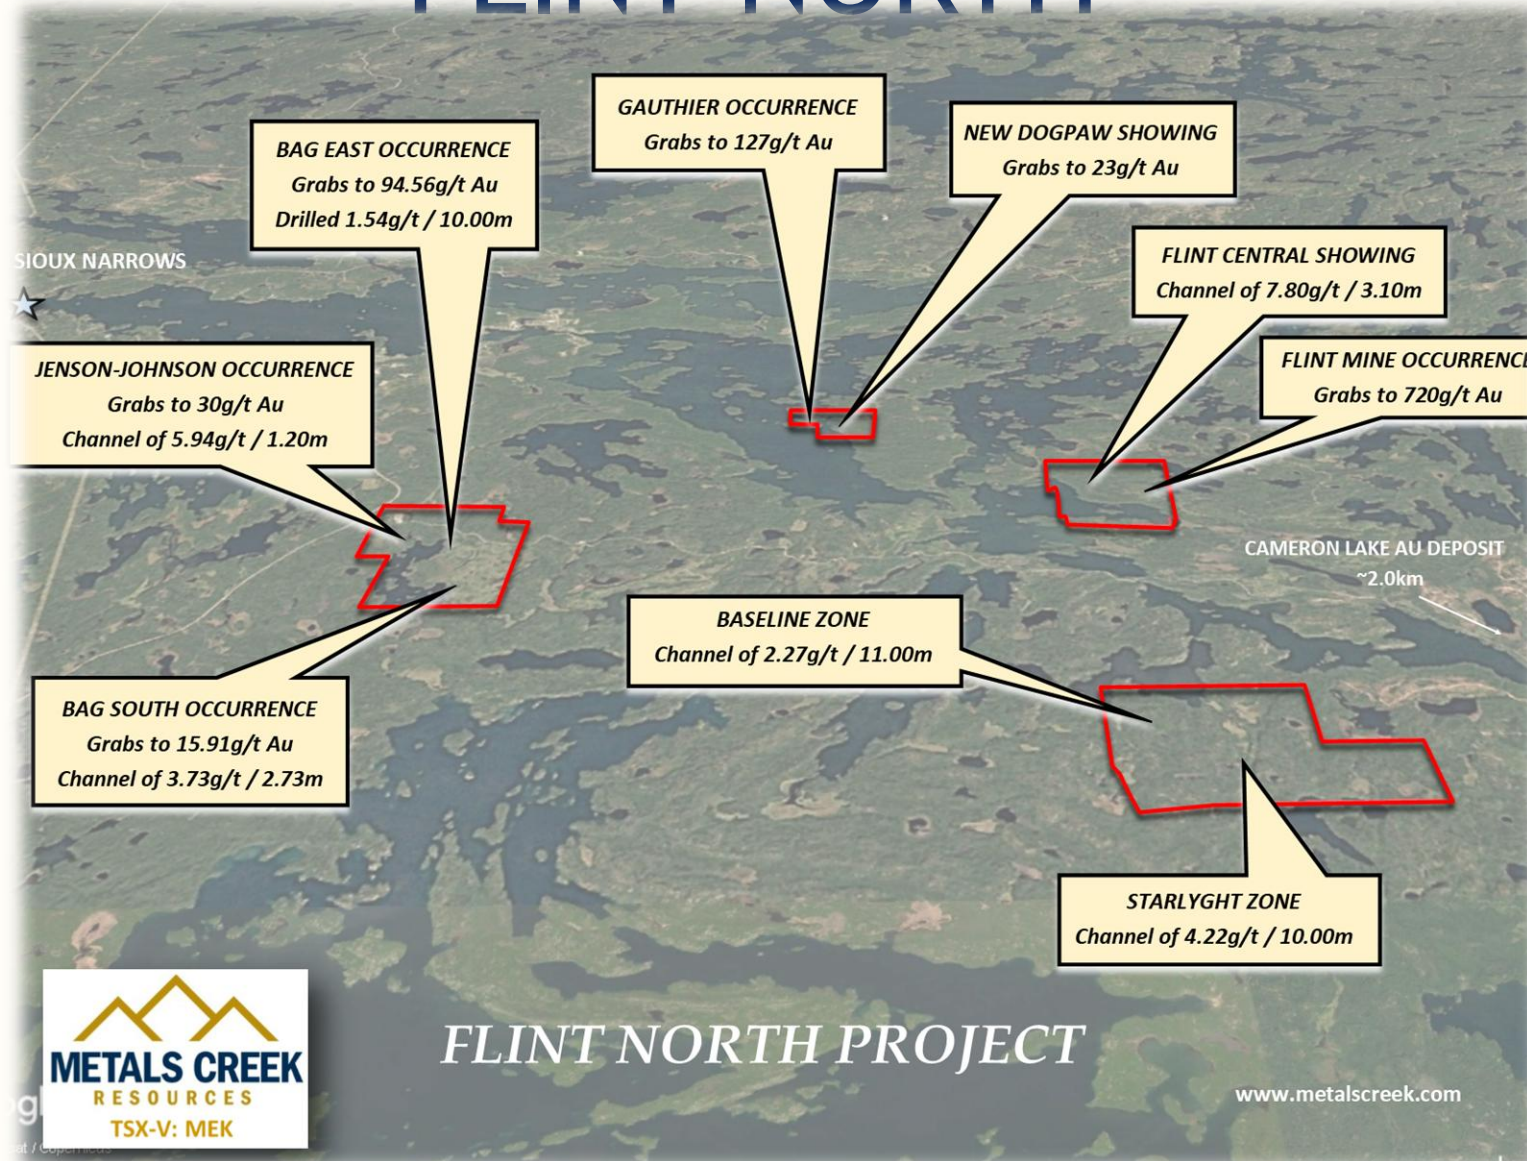 FLINT NORTH
GAUTHIER OCCURRENCE
Grabs to 127g/t Au
NEW DOGPAW SHOWING
Grabs to 23g/t Au
BAG EAST OCCURRENCE
Grabs to 94.56g/t Au
Drilled 1.54g/t / 10.00m
FLINT CENTRAL SHOWING
Channel of 7.80g/t / 3.10m
SIOUX NARROWS
FLINT MINE OCCURRENCE
Grabs to 720g/t Au
JENSON-JOHNSON OCCURRENCE
Grabs to 30g/t Au
Channel of 5.94g/t / 1.20m
CAMERON LAKE AU DEPOSIT
~2.0km
BASELINE ZONE
Channel of 2.27g/t / 11.00m
BAG SOUTH OCCURRENCE
Grabs to 15.91g/t Au
Channel of 3.73g/t / 2.73m
STARLYGHT ZONE
Channel of 4.22g/t / 10.00m
METALS CREEK
RESOURCES
TSX-V: MEK
FLINT NORTH PROJECT
www.metalscreek.com